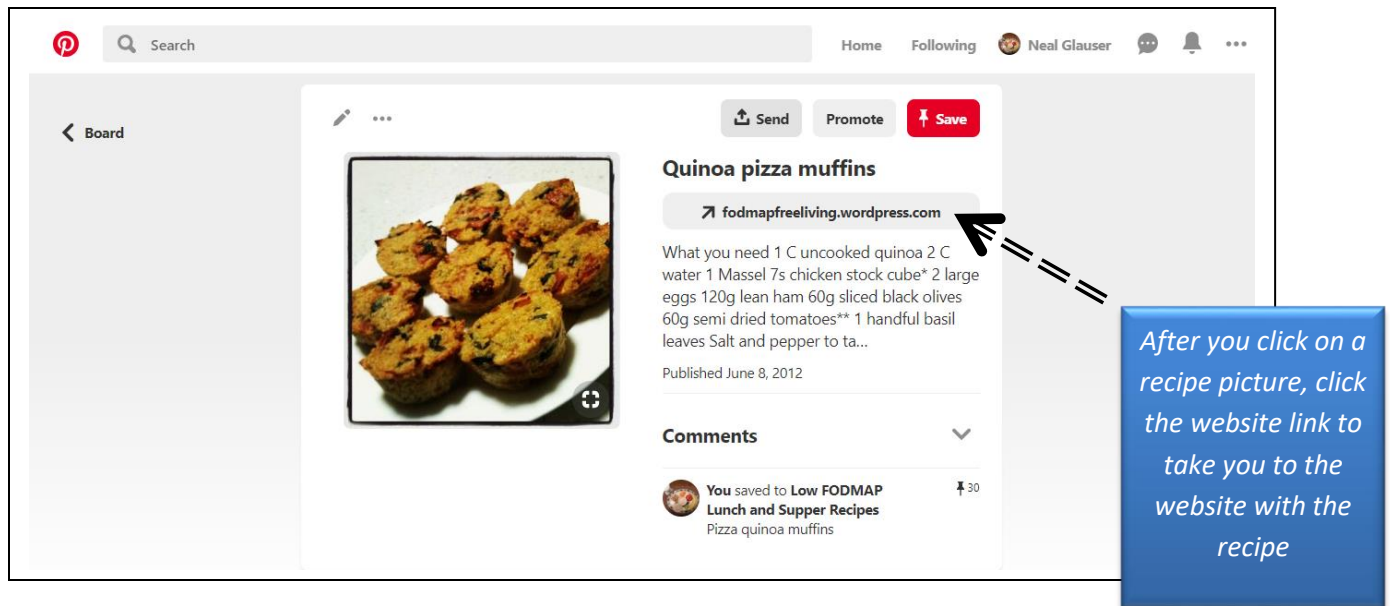 Search
Home Following Neal Glauser
Board
Send Promote Save
Quinoa pizza muffins
fodmapfreeliving.wordpress.com
What you need 1 C uncooked quinoa 2 C
water 1 Massel 7s chicken stock cube* 2 large
eggs 120g lean ham 60g sliced black olives
60g semi dried tomatoes** 1 handful basil
leaves Salt and pepper to ta...
Published June 8, 2012
Comments
You saved to Low FODMAP
Lunch and Supper Recipes
Pizza quinoa muffins
30
After you click on a
recipe picture, click
the website link to
take you to the
website with the
recipe